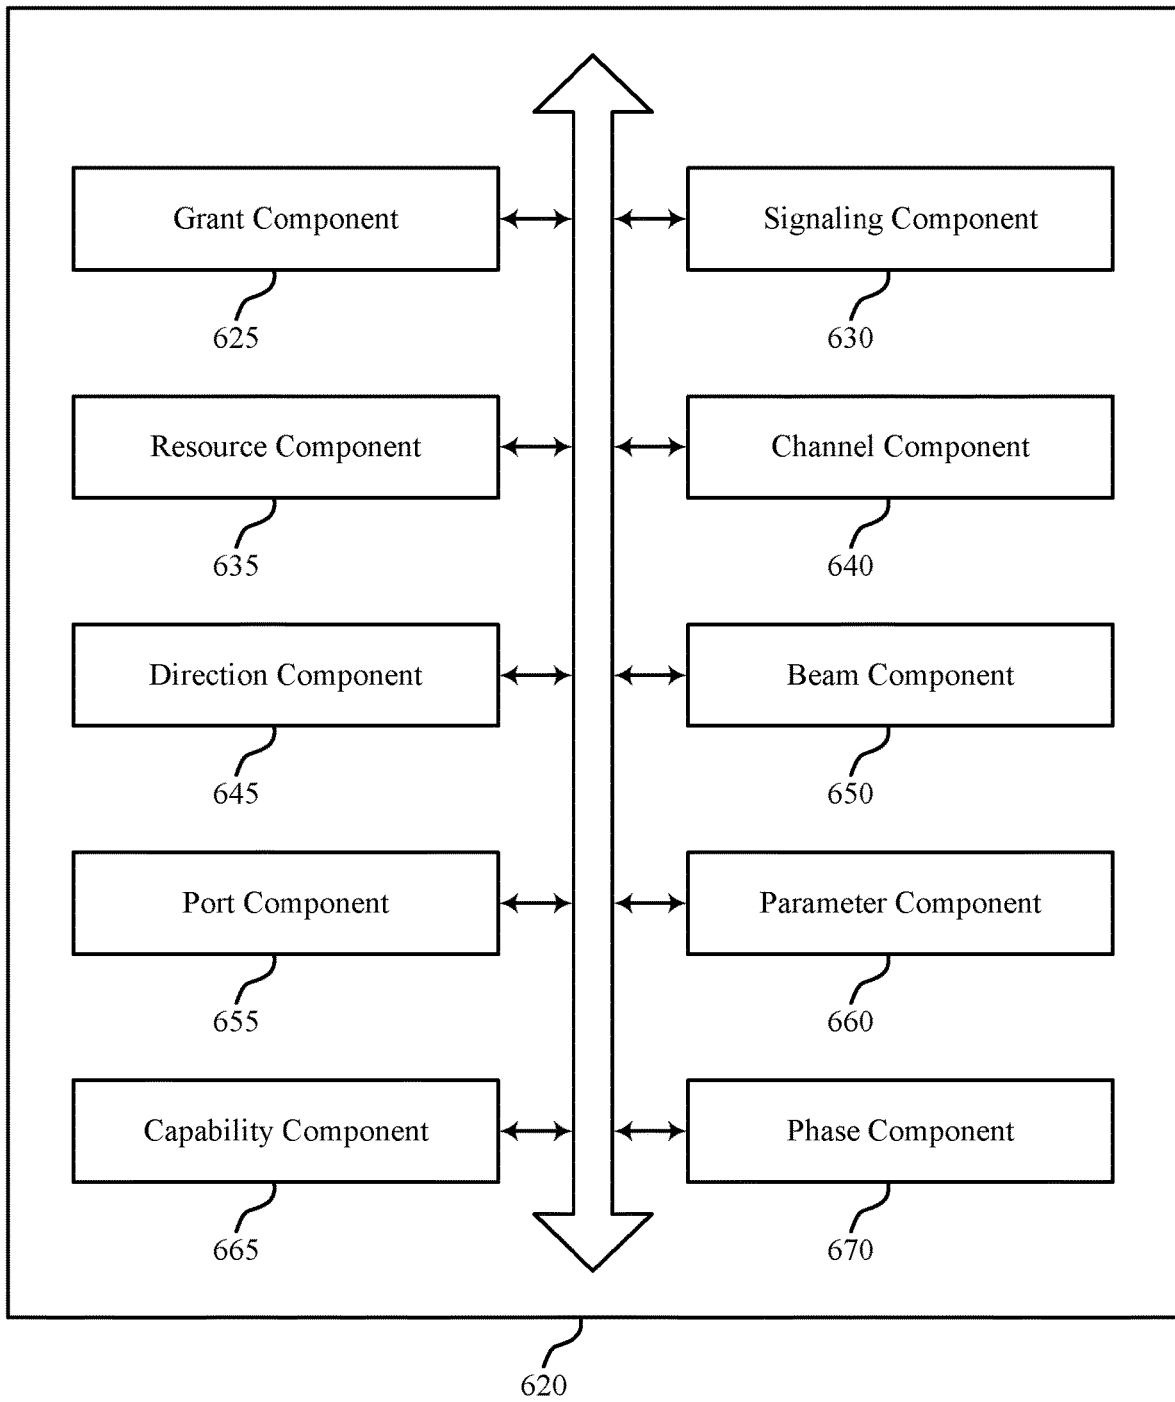 Grant Component
Signaling Component
625
630
Resource Component
Channel Component
635
640
Direction Component
Beam Component
645
650
Port Component
Parameter Component
655
660
Capability Component
Phase Component
665
670
620